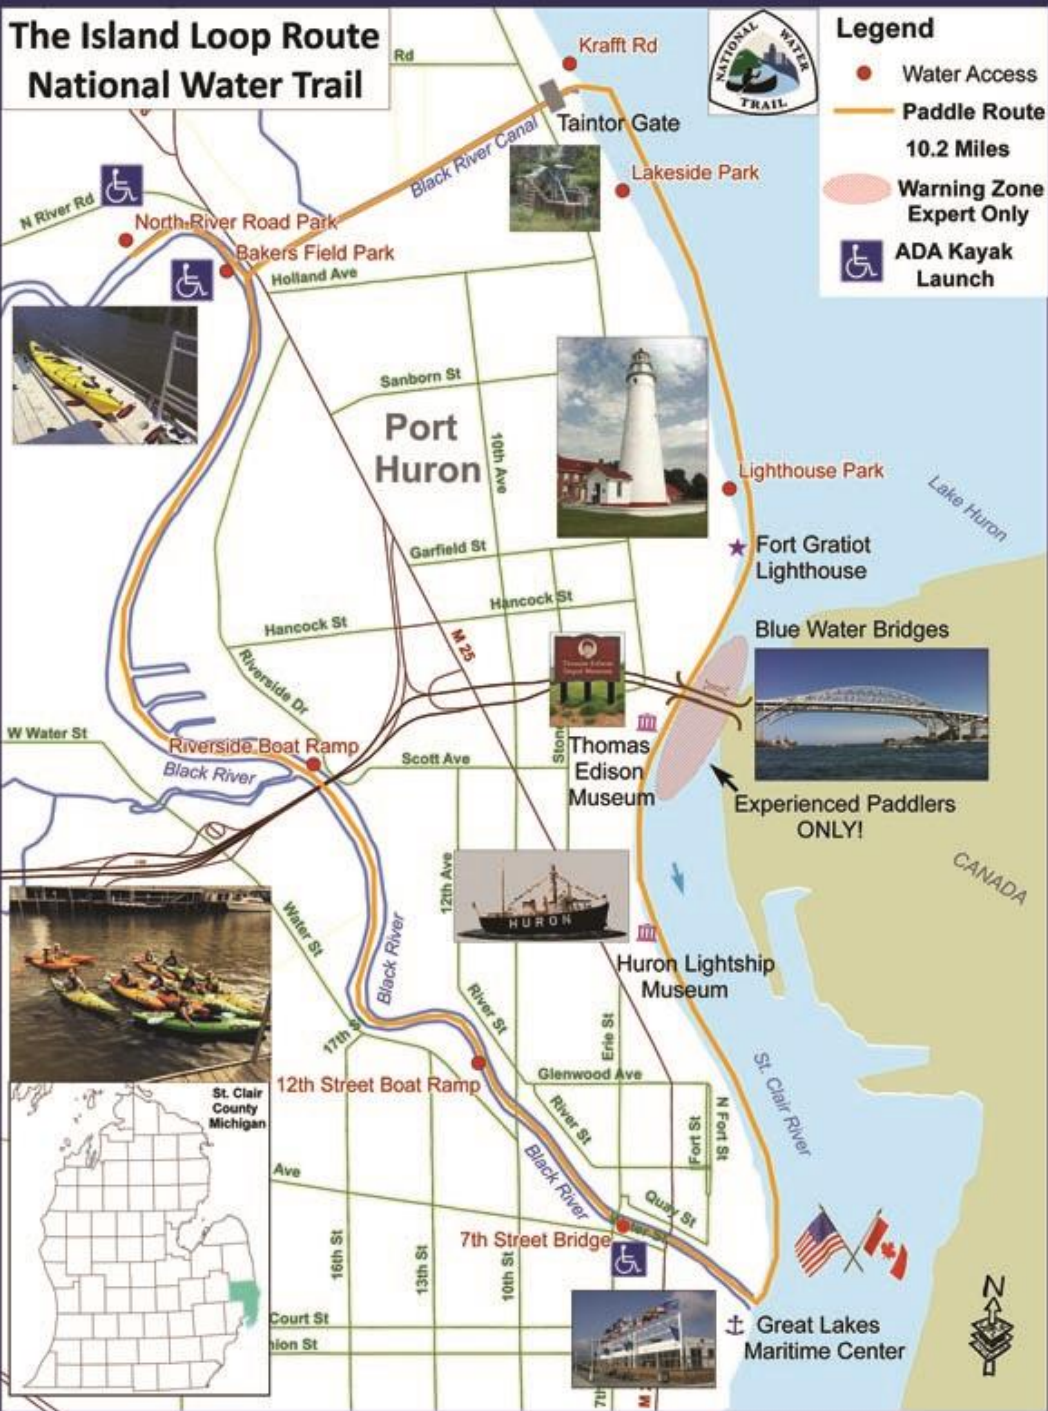 The Island Loop Route
National Water Trail
NATIONAL WATER
TRAIL
Legend
Water Access
Paddle Route
10.2 Miles
Warning Zone
Expert Only
ADA Kayak
Launch
Rd
Krafft Rd
Taintor Gate
Black River Canal
Lakeside Park
N River Rd
North River Road Park
Bakers Field Park
Holland Ave
Sanborn St
Port
Huron
10th Ave
Lighthouse Park
Lake Huron
Fort Gratiot
Lighthouse
Garfield St
Hancock St
Hancock St
M 25
Blue Water Bridges
Riverside Dr
Thomas Edison
Depot Museum
W Water St
Riverside Boat Ramp
Black River
Scott Ave
Thomas
Edison
Museum
Experienced Paddlers
ONLY!
CANADA
12th Ave
HURON
Water St
Black River
Huron Lightship
Museum
River St
Erie St
17th S
St. Clair River
12th Street Boat Ramp
Glenwood Ave
River St
Fort St
N Fort St
St. Clair
County
Michigan
Ave
Black River
Quay St
7th Street Bridge
16th St
13th St
10th St
Court St
nion St
Great Lakes
Maritime Center
N
7th